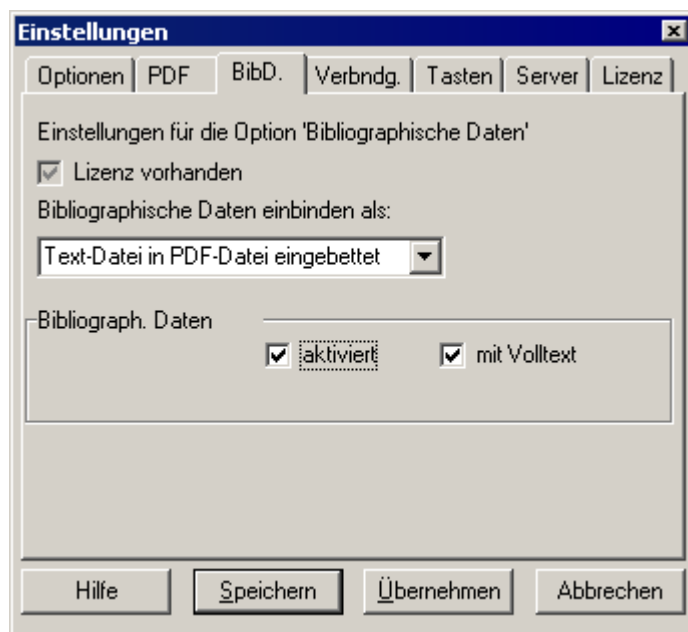 Einstellungen
Optionen PDF BibD. Verbndg. Tasten Server Lizenz
Einstellungen für die Option 'Bibliographische Daten'
Lizenz vorhanden
Bibliographische Daten einbinden als:
Text-Datei in PDF-Datei eingebettet
Bibliograph. Daten
aktiviert mit Volltext
Hilfe Speichern Übernehmen Abbrechen